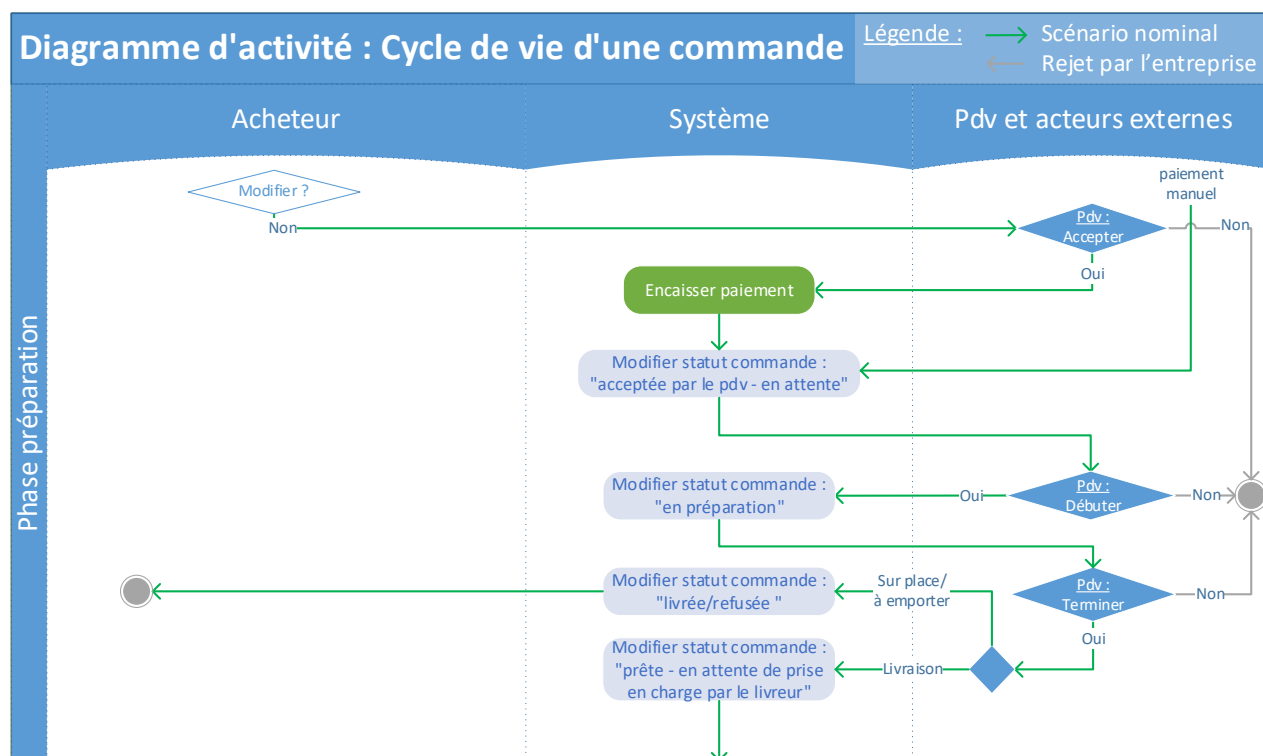 Diagramme d'activité : Cycle de vie d'une commande
Légende :
Scénario nominal
Rejet par l'entreprise
Acheteur
Système
Pdv et acteurs externes
Phase préparation
Modifier ?
Non
paiement
manuel
Pdv :
Accepter
Non
Oui
Encaisser paiement
Modifier statut commande :
"acceptée par le pdv - en attente"
Modifier statut commande :
"en préparation"
Oui
Pdv :
Débuter
Non
Modifier statut commande :
"livrée/refusée "
Sur place/
à emporter
Pdv :
Terminer
Non
Oui
Modifier statut commande :
"prête - en attente de prise
en charge par le livreur"
Livraison